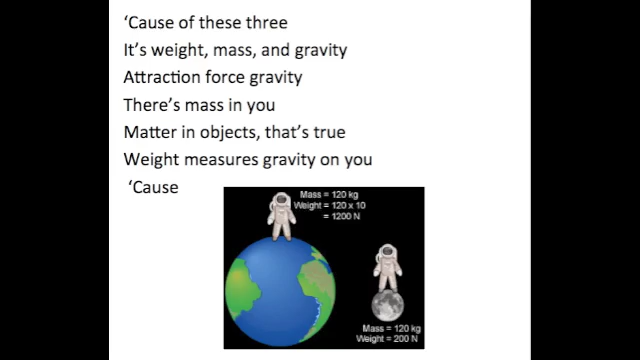 ‘Cause of these three
It’s weight, mass, and gravity
Attraction force gravity
There’s mass in you
Matter in objects, that’s true
Weight measures gravity on you
‘Cause
Mass = 120 kg
Weight = 120 x 10
= 1200 N
Mass = 120 kg
Weight = 200 N